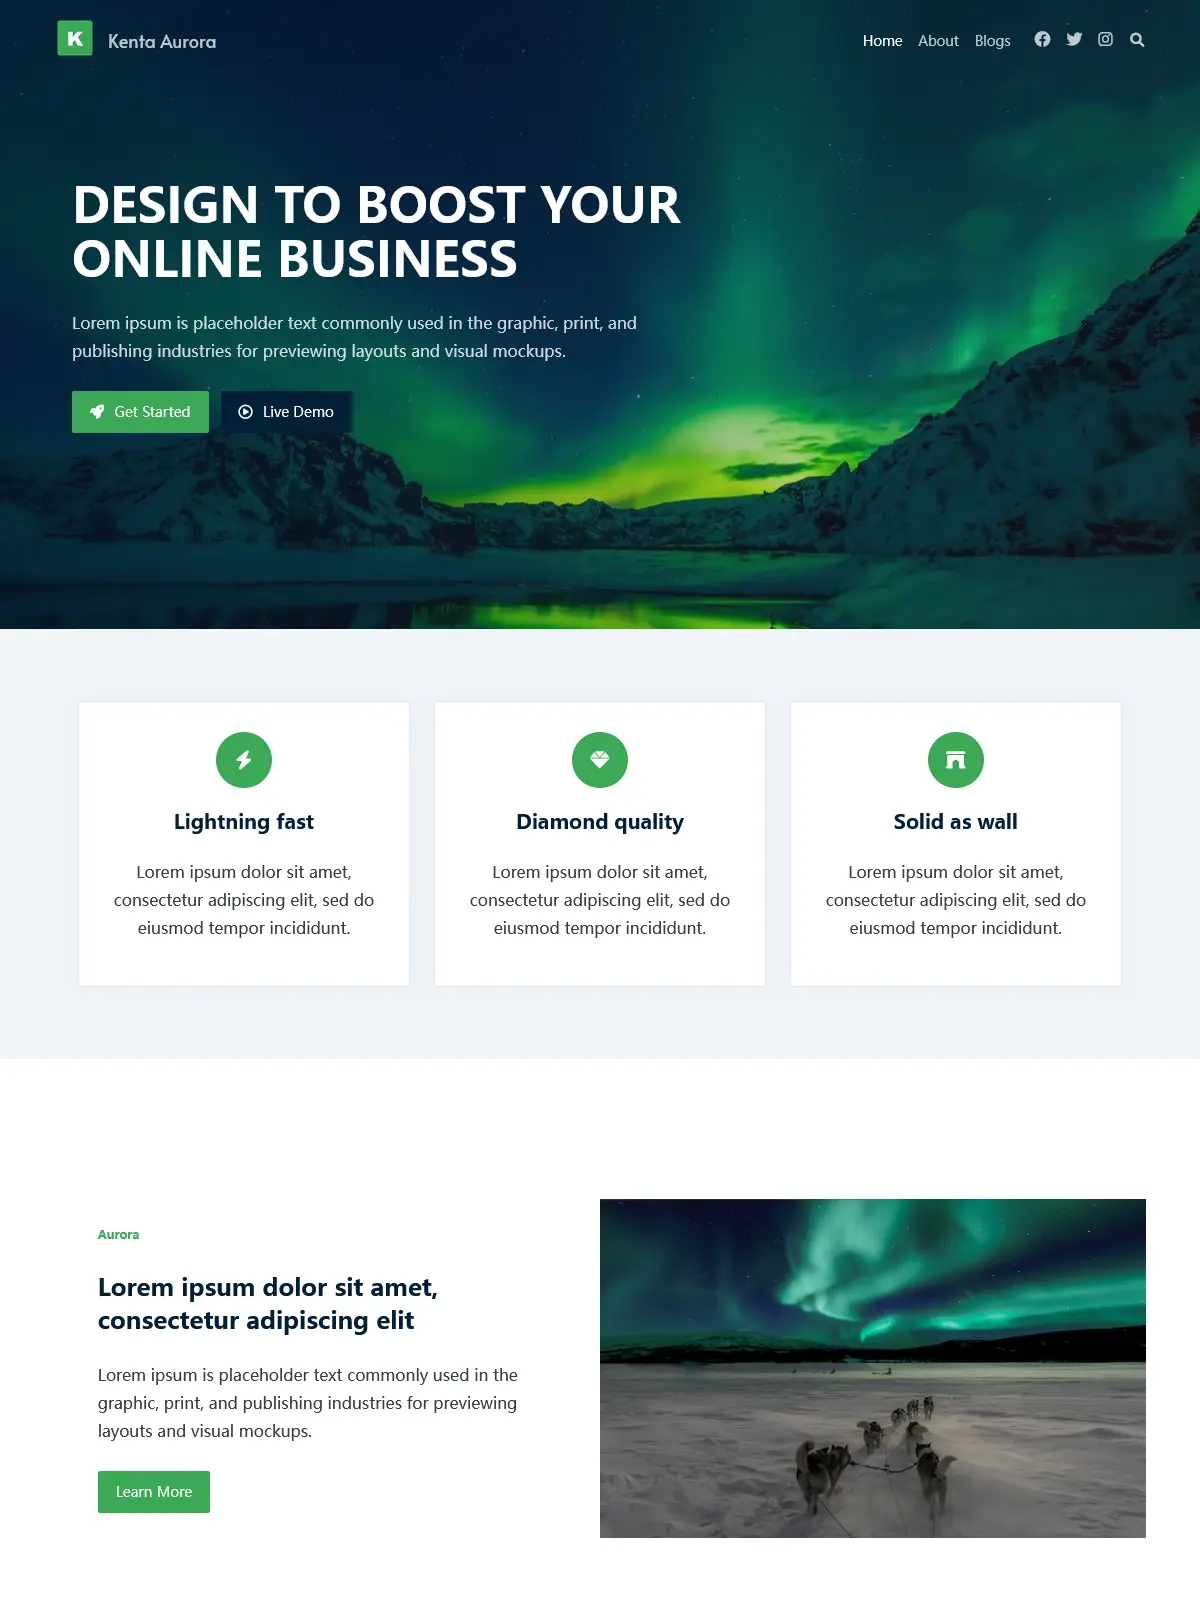 K
Kenta Aurora
Home About Blogs
DESIGN TO BOOST YOUR
ONLINE BUSINESS
Lorem ipsum is placeholder text commonly used in the graphic, print, and
publishing industries for previewing layouts and visual mockups.
Get Started
Live Demo
Lightning fast
Lorem ipsum dolor sit amet,
consectetur adipiscing elit, sed do
eiusmod tempor incididunt.
Diamond quality
Lorem ipsum dolor sit amet,
consectetur adipiscing elit, sed do
eiusmod tempor incididunt.
Solid as wall
Lorem ipsum dolor sit amet,
consectetur adipiscing elit, sed do
eiusmod tempor incididunt.
Aurora
Lorem ipsum dolor sit amet,
consectetur adipiscing elit
Lorem ipsum is placeholder text commonly used in the
graphic, print, and publishing industries for previewing
layouts and visual mockups.
Learn More